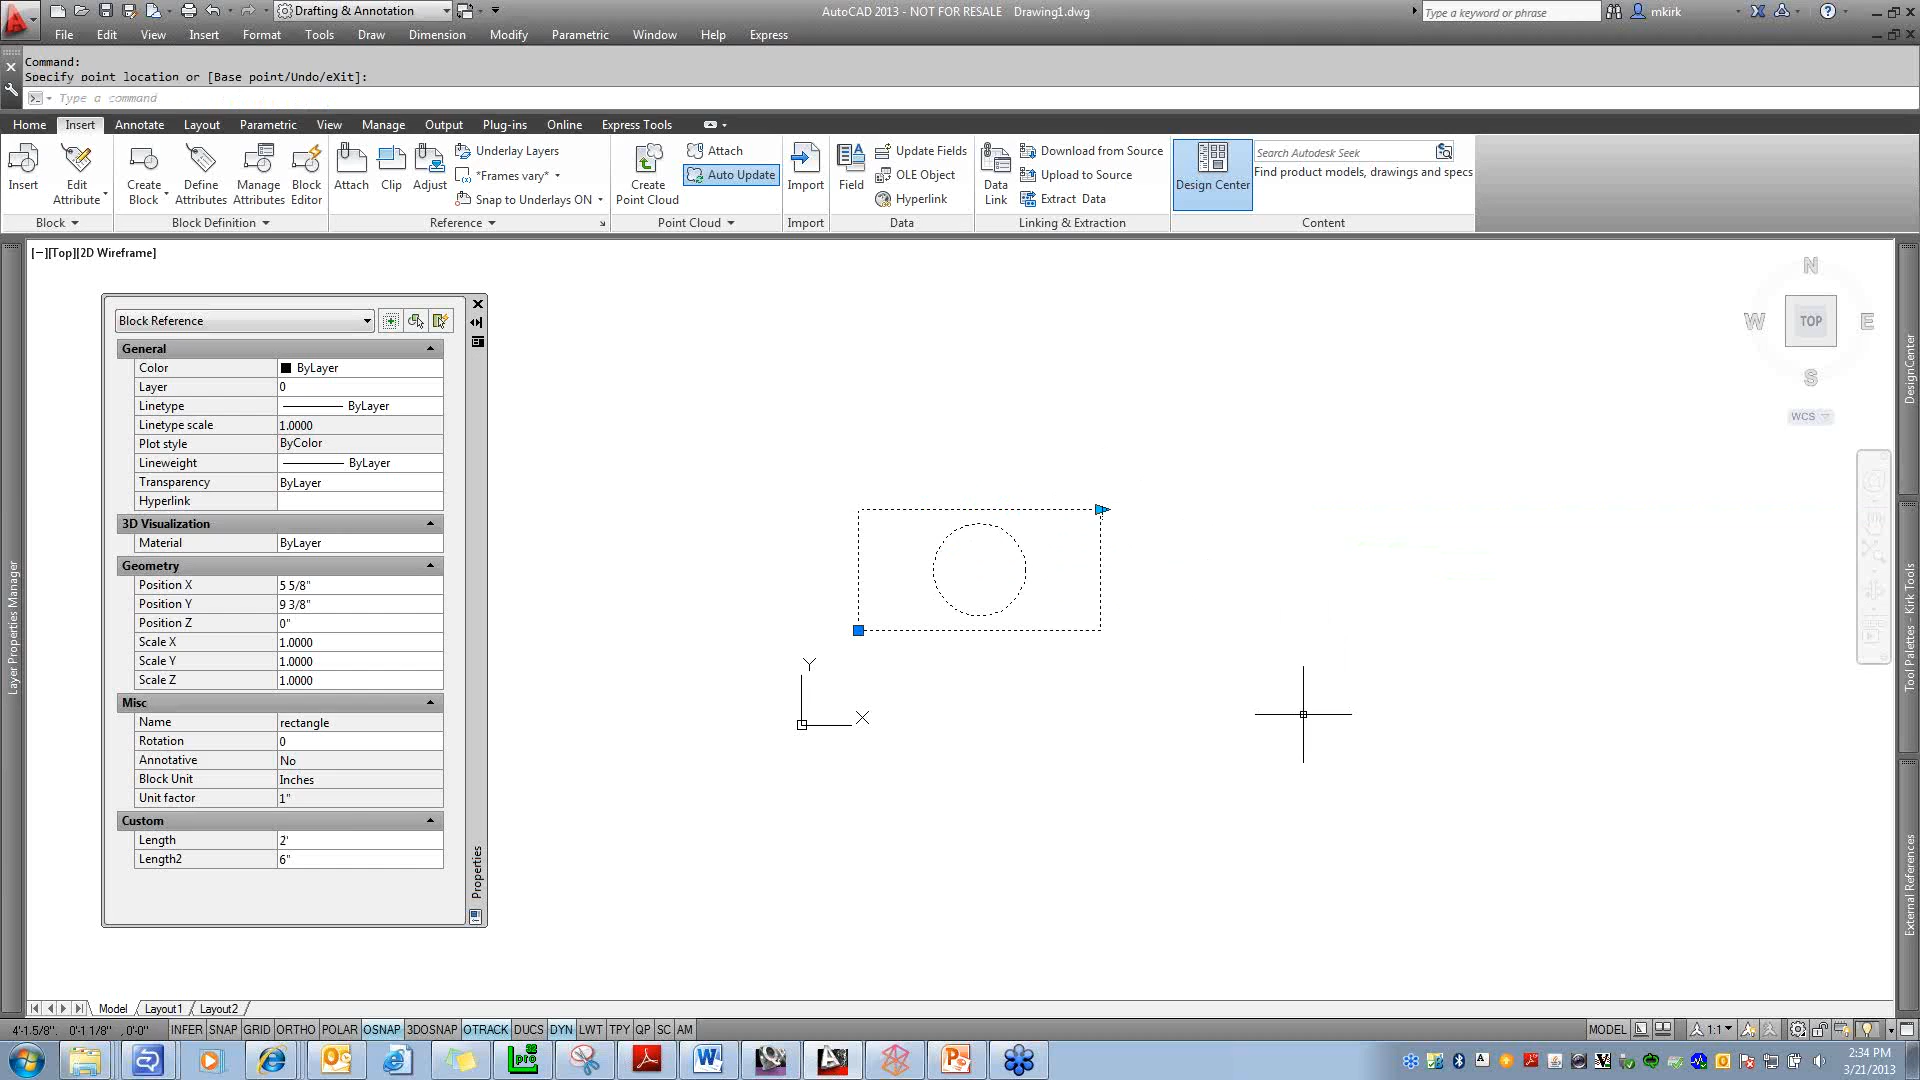 Drafting & Annotation
AutoCAD 2013 - NOT FOR RESALE Drawing1.dwg
Type a keyword or phrase
mkirk
File Edit View Insert Format Tools Draw Dimension Modify Parametric Window Help Express
Command:
Specify point location or [Base point/Undo/eXit]:
Type a command
Home Insert Annotate Layout Parametric View Manage Output Plug-ins Online Express Tools
Insert
Edit Attribute
Create Block
Define Attributes
Manage Attributes
Block Editor
Attach
Clip
Adjust
Underlay Layers
*Frames vary*
Snap to Underlays ON
Create Point Cloud
Attach
Auto Update
Import
Field
Update Fields
OLE Object
Hyperlink
Data Link
Download from Source
Upload to Source
Extract Data
Design Center
Search Autodesk Seek
Find product models, drawings and specs
Block
Block Definition
Reference
Point Cloud
Import
Data
Linking & Extraction
Content
[−][Top][2D Wireframe]
Block Reference
General
Color ByLayer
Layer 0
Linetype ByLayer
Linetype scale 1.0000
Plot style ByColor
Lineweight ByLayer
Transparency ByLayer
Hyperlink
3D Visualization
Material ByLayer
Geometry
Position X 5 5/8"
Position Y 9 3/8"
Position Z 0"
Scale X 1.0000
Scale Y 1.0000
Scale Z 1.0000
Misc
Name rectangle
Rotation 0
Annotative No
Block Unit Inches
Unit factor 1"
Custom
Length 2'
Length2 6"
Properties
Layer Properties Manager
Y
X
N
W TOP E
S
WCS
DesignCenter
Tool Palettes - Kirk Tools
External References
Model Layout1 Layout2
4'-1.5/8", 0'-1 1/8" , 0'-0"
INFER SNAP GRID ORTHO POLAR OSNAP 3DOSNAP OTRACK DUCS DYN LWT TPY QP SC AM
MODEL
1:1
2:34 PM
3/21/2013